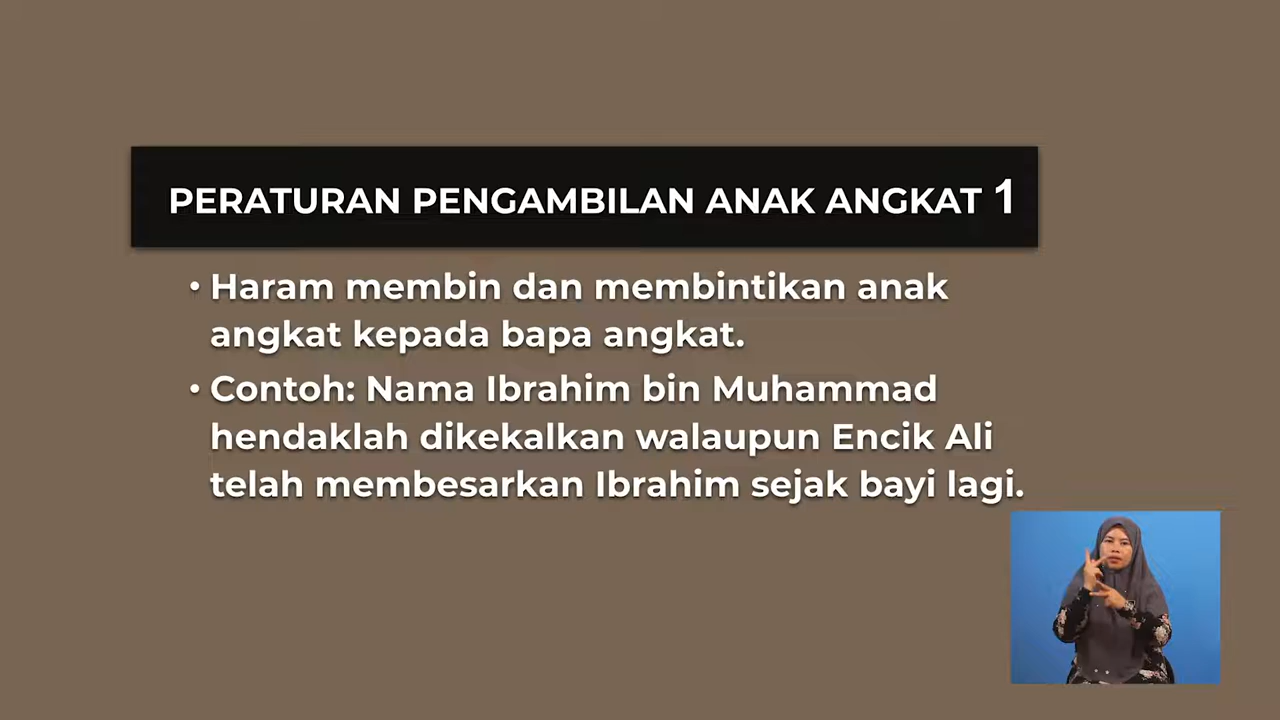 PERATURAN PENGAMBILAN ANAK ANGKAT 1
• Haram membin dan membintikan anak
angkat kepada bapa angkat.
• Contoh: Nama Ibrahim bin Muhammad
hendaklah dikekalkan walaupun Encik Ali
telah membesarkan Ibrahim sejak bayi lagi.